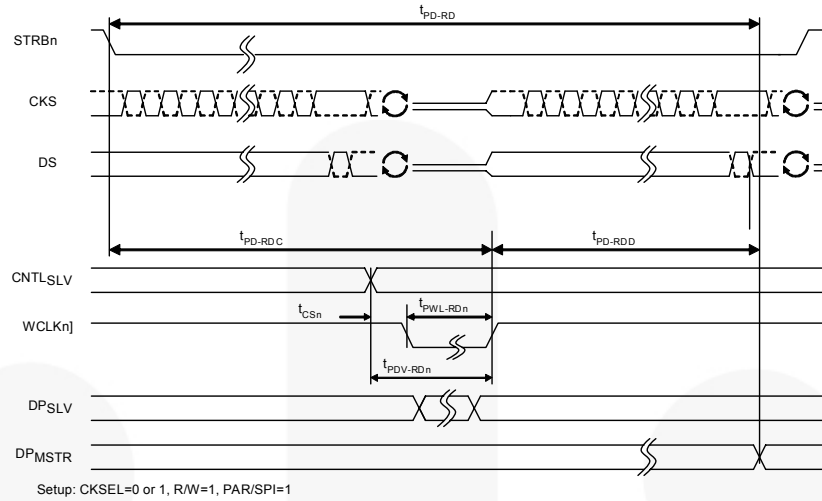 tPD-RD
STRBn
CKS
DS
tPD-RDC
tPD-RDD
CNTLSLV
tCSn
tPWL-RDn
WCLKn]
tPDV-RDn
DPSLV
DPMSTR
Setup: CKSEL=0 or 1, R/W=1, PAR/SPI=1